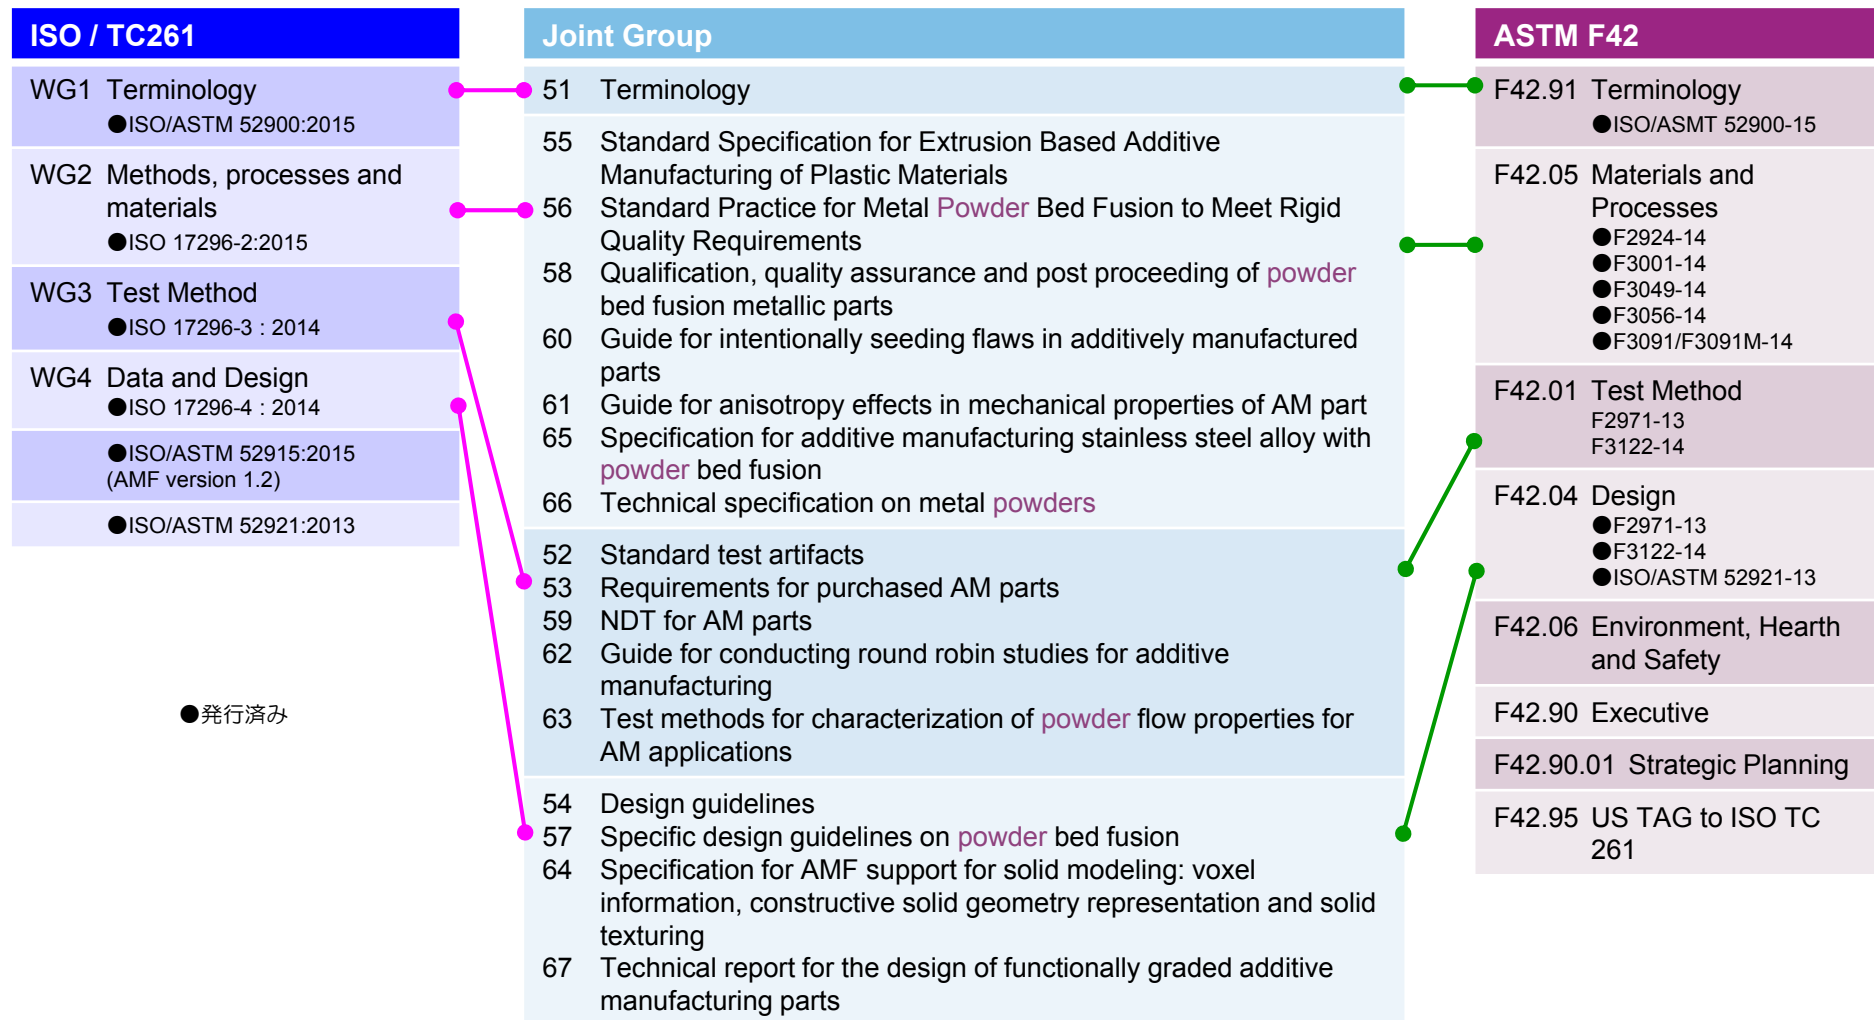 ISO / TC261
WG1 Terminology
●ISO/ASTM 52900:2015
WG2 Methods, processes and
materials
●ISO 17296-2:2015
WG3 Test Method
●ISO 17296-3 : 2014
WG4 Data and Design
●ISO 17296-4 : 2014
●ISO/ASTM 52915:2015
(AMF version 1.2)
●ISO/ASTM 52921:2013
●発行済み
Joint Group
51 Terminology
55 Standard Specification for Extrusion Based Additive
Manufacturing of Plastic Materials
56 Standard Practice for Metal Powder Bed Fusion to Meet Rigid
Quality Requirements
58 Qualification, quality assurance and post proceeding of powder
bed fusion metallic parts
60 Guide for intentionally seeding flaws in additively manufactured
parts
61 Guide for anisotropy effects in mechanical properties of AM part
65 Specification for additive manufacturing stainless steel alloy with
powder bed fusion
66 Technical specification on metal powders
52 Standard test artifacts
53 Requirements for purchased AM parts
59 NDT for AM parts
62 Guide for conducting round robin studies for additive
manufacturing
63 Test methods for characterization of powder flow properties for
AM applications
54 Design guidelines
57 Specific design guidelines on powder bed fusion
64 Specification for AMF support for solid modeling: voxel
information, constructive solid geometry representation and solid
texturing
67 Technical report for the design of functionally graded additive
manufacturing parts
ASTM F42
F42.91 Terminology
●ISO/ASMT 52900-15
F42.05 Materials and
Processes
●F2924-14
●F3001-14
●F3049-14
●F3056-14
●F3091/F3091M-14
F42.01 Test Method
F2971-13
F3122-14
F42.04 Design
●F2971-13
●F3122-14
●ISO/ASTM 52921-13
F42.06 Environment, Hearth
and Safety
F42.90 Executive
F42.90.01 Strategic Planning
F42.95 US TAG to ISO TC
261